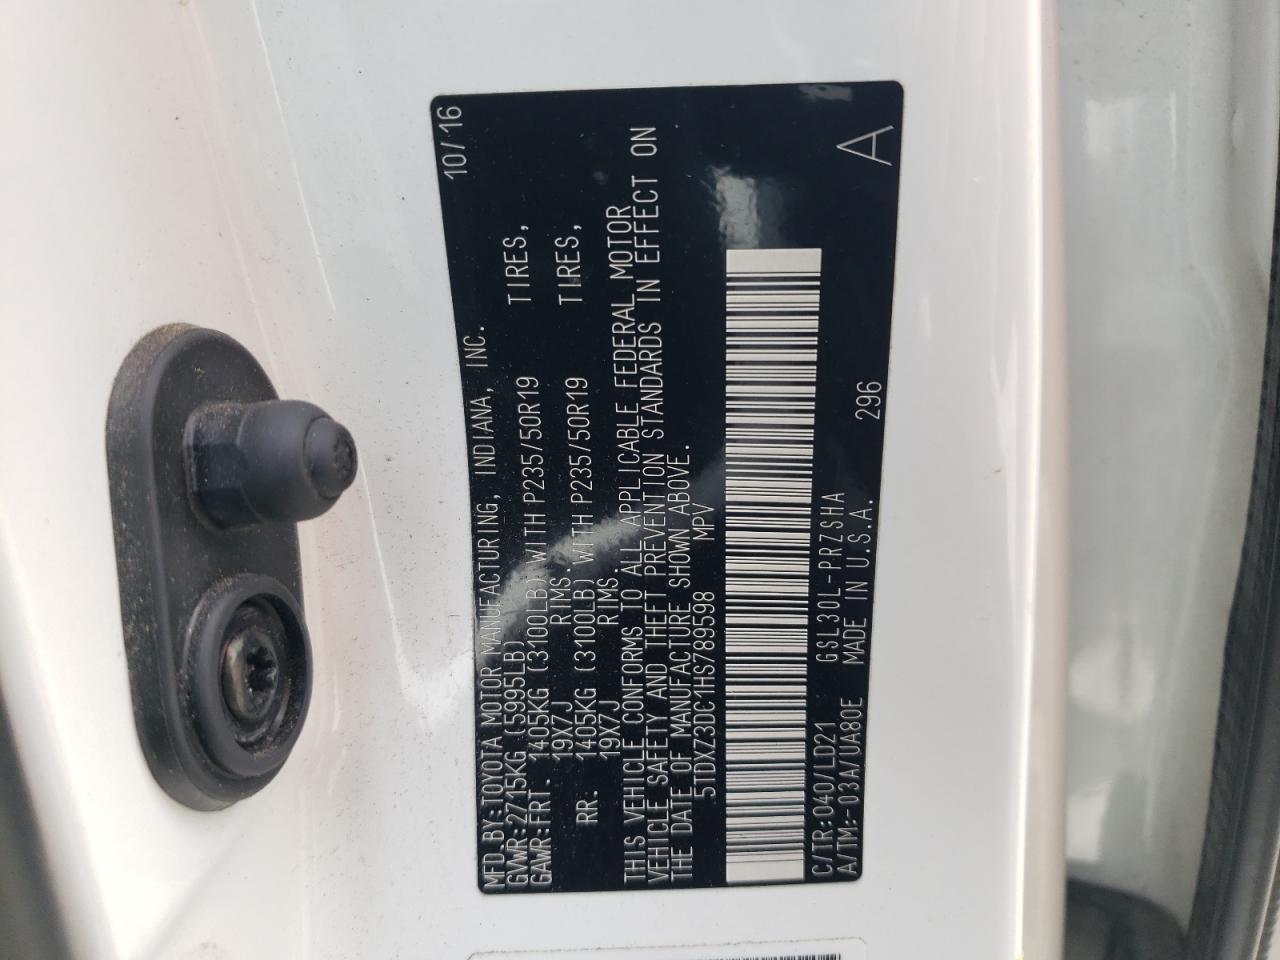 MFD.BY:TOYOTA MOTOR MANUFACTURING, INDIANA, INC. 10/16
GVWR:2715KG (5995LB)
GAWR:FRT. 1405KG (3100LB) WITH P235/50R19 TIRES,
19X7J RIMS.
RR. 1405KG (3100LB) WITH P235/50R19 TIRES,
19X7J RIMS.
THIS VEHICLE CONFORMS TO ALL APPLICABLE FEDERAL MOTOR
VEHICLE SAFETY AND THEFT PREVENTION STANDARDS IN EFFECT ON
THE DATE OF MANUFACTURE SHOWN ABOVE.
5TDXZ3DC1HS789598 MPV
C/TR:040/LD21 GSL30L-PRZSHA 296 A
A/TM:-03A/UA80E MADE IN U.S.A.